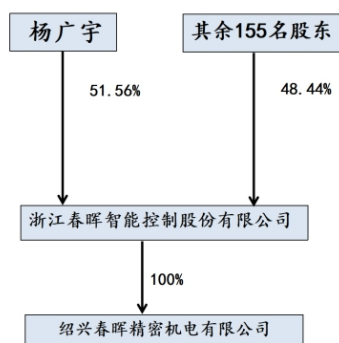 杨广宇
其余155名股东
51.56%
48.44%
浙江春晖智能控制股份有限公司
100%
绍兴春晖精密机电有限公司